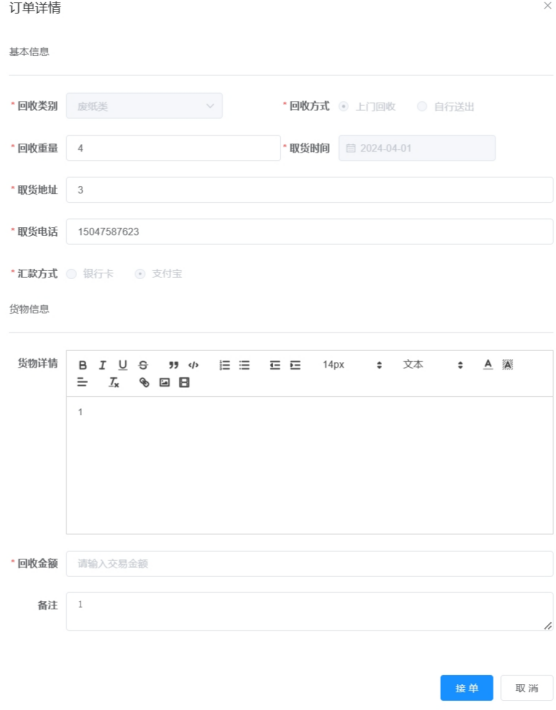 订单详情
基本信息
* 回收类别 废纸类
* 回收方式 上门回收 自行送出
* 回收重量 4
* 取货时间 2024-04-01
* 取货地址 3
* 取货电话 15047587623
* 汇款方式 银行卡 支付宝
货物信息
货物详情
14px 文本
1
* 回收金额 请输入交易金额
备注 1
接单 取消